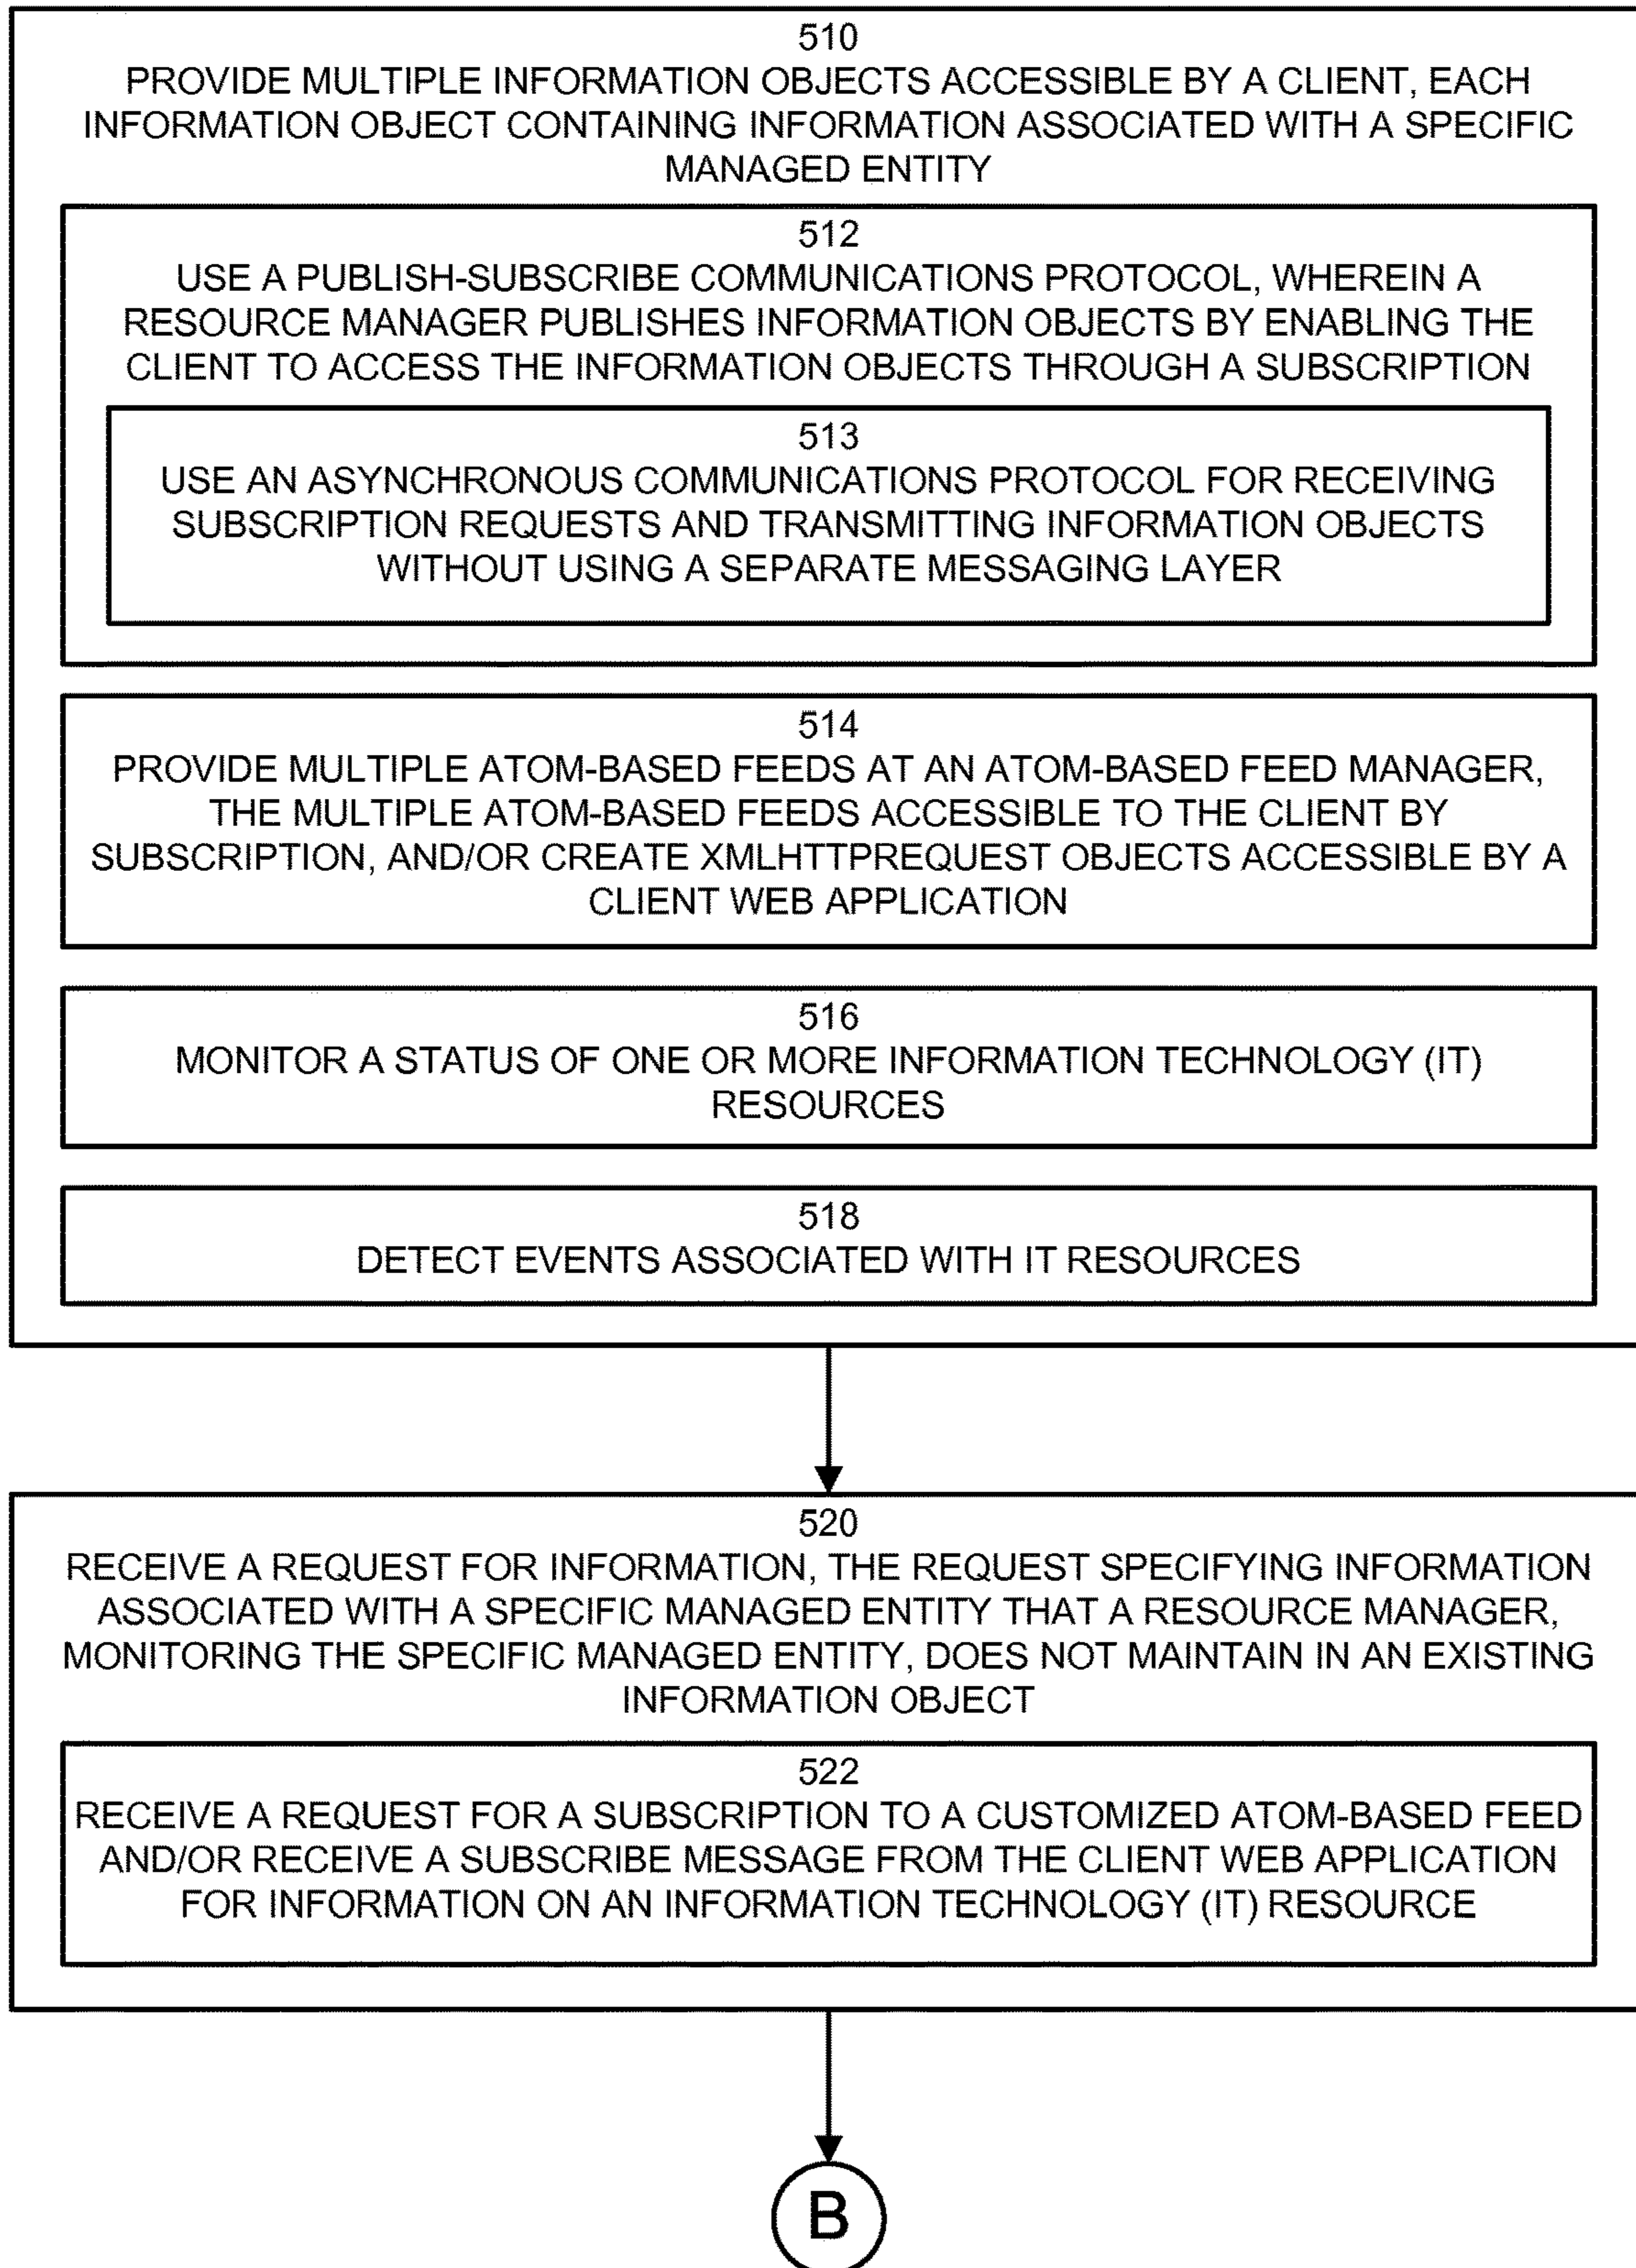 510
PROVIDE MULTIPLE INFORMATION OBJECTS ACCESSIBLE BY A CLIENT, EACH
INFORMATION OBJECT CONTAINING INFORMATION ASSOCIATED WITH A SPECIFIC
MANAGED ENTITY
512
USE A PUBLISH-SUBSCRIBE COMMUNICATIONS PROTOCOL, WHEREIN A
RESOURCE MANAGER PUBLISHES INFORMATION OBJECTS BY ENABLING THE
CLIENT TO ACCESS THE INFORMATION OBJECTS THROUGH A SUBSCRIPTION
513
USE AN ASYNCHRONOUS COMMUNICATIONS PROTOCOL FOR RECEIVING
SUBSCRIPTION REQUESTS AND TRANSMITTING INFORMATION OBJECTS
WITHOUT USING A SEPARATE MESSAGING LAYER
514
PROVIDE MULTIPLE ATOM-BASED FEEDS AT AN ATOM-BASED FEED MANAGER,
THE MULTIPLE ATOM-BASED FEEDS ACCESSIBLE TO THE CLIENT BY
SUBSCRIPTION, AND/OR CREATE XMLHTTPREQUEST OBJECTS ACCESSIBLE BY A
CLIENT WEB APPLICATION
516
MONITOR A STATUS OF ONE OR MORE INFORMATION TECHNOLOGY (IT)
RESOURCES
518
DETECT EVENTS ASSOCIATED WITH IT RESOURCES
520
RECEIVE A REQUEST FOR INFORMATION, THE REQUEST SPECIFYING INFORMATION
ASSOCIATED WITH A SPECIFIC MANAGED ENTITY THAT A RESOURCE MANAGER,
MONITORING THE SPECIFIC MANAGED ENTITY, DOES NOT MAINTAIN IN AN EXISTING
INFORMATION OBJECT
522
RECEIVE A REQUEST FOR A SUBSCRIPTION TO A CUSTOMIZED ATOM-BASED FEED
AND/OR RECEIVE A SUBSCRIBE MESSAGE FROM THE CLIENT WEB APPLICATION
FOR INFORMATION ON AN INFORMATION TECHNOLOGY (IT) RESOURCE
B